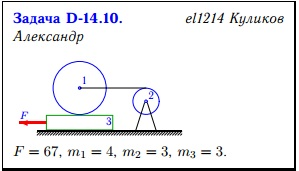 Задача D-14.10. el1214 Куликов
Александр
1
2
F
3
F = 67, m₁ = 4, m₂ = 3, m₃ = 3.